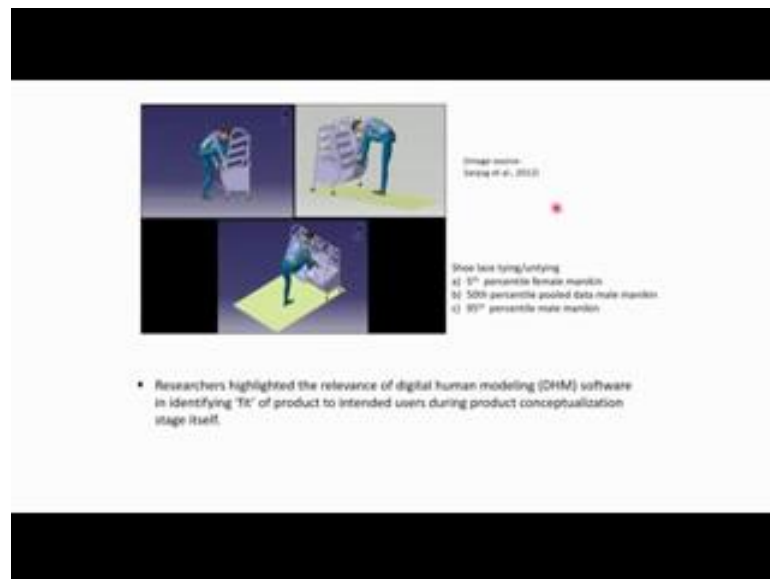 (Image source:
Sanjog et al., 2012)
Shoe lace tying/untying
a) 5th percentile female manikin
b) 50th percentile pooled data male manikin
c) 95th percentile male manikin
• Researchers highlighted the relevance of digital human modeling (DHM) software
in identifying 'fit' of product to intended users during product conceptualization
stage itself.